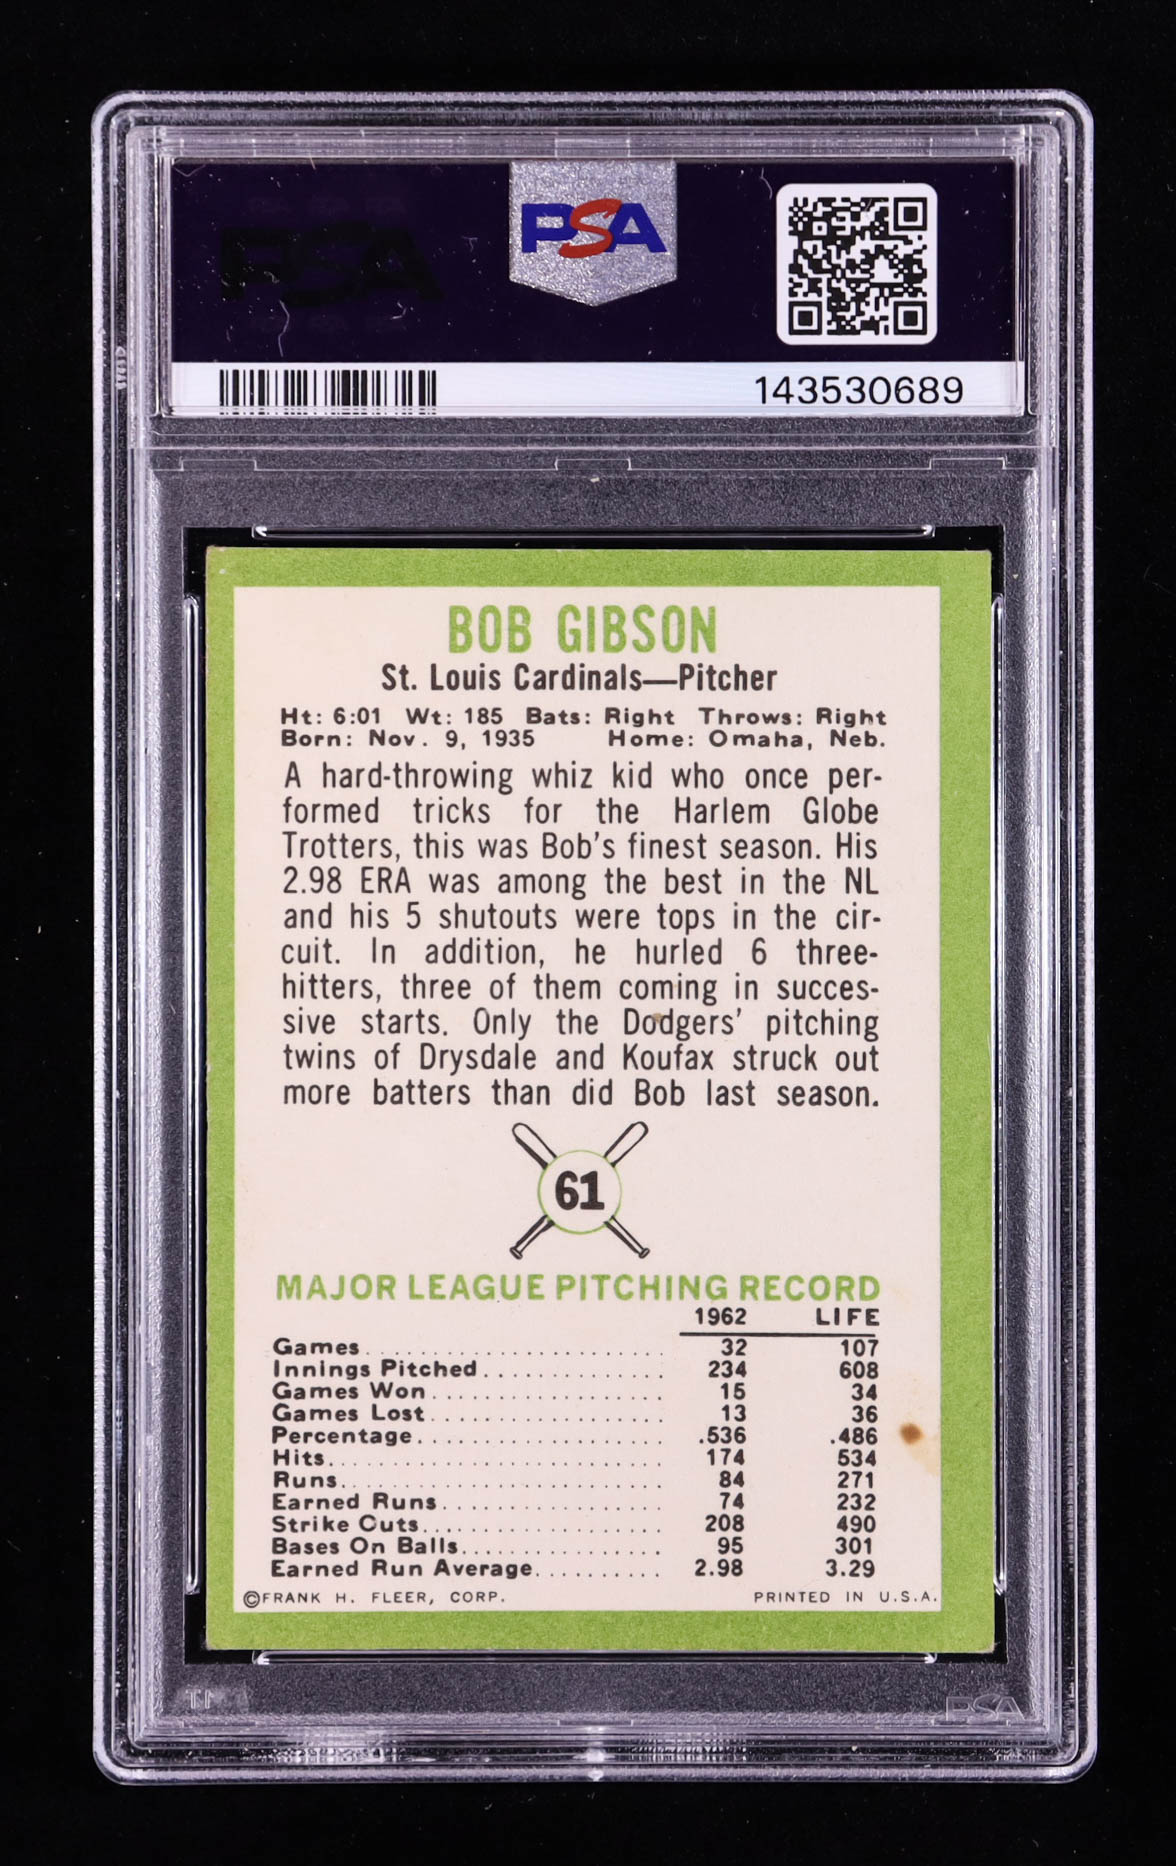 PSA
143530689
BOB GIBSON
St. Louis Cardinals—Pitcher
Ht: 6:01 Wt: 185 Bats: Right Throws: Right
Born: Nov. 9, 1935 Home: Omaha, Neb.
A hard-throwing whiz kid who once per-
formed tricks for the Harlem Globe
Trotters, this was Bob's finest season. His
2.98 ERA was among the best in the NL
and his 5 shutouts were tops in the cir-
cuit. In addition, he hurled 6 three-
hitters, three of them coming in succes-
sive starts. Only the Dodgers' pitching
twins of Drysdale and Koufax struck out
more batters than did Bob last season.
61
MAJOR LEAGUE PITCHING RECORD
1962 LIFE
Games 32 107
Innings Pitched 234 608
Games Won 15 34
Games Lost 13 36
Percentage .536 .486
Hits 174 534
Runs 84 271
Earned Runs 74 232
Strike Outs 208 490
Bases On Balls 95 301
Earned Run Average 2.98 3.29
©FRANK H. FLEER, CORP. PRINTED IN U.S.A.
TM PSA